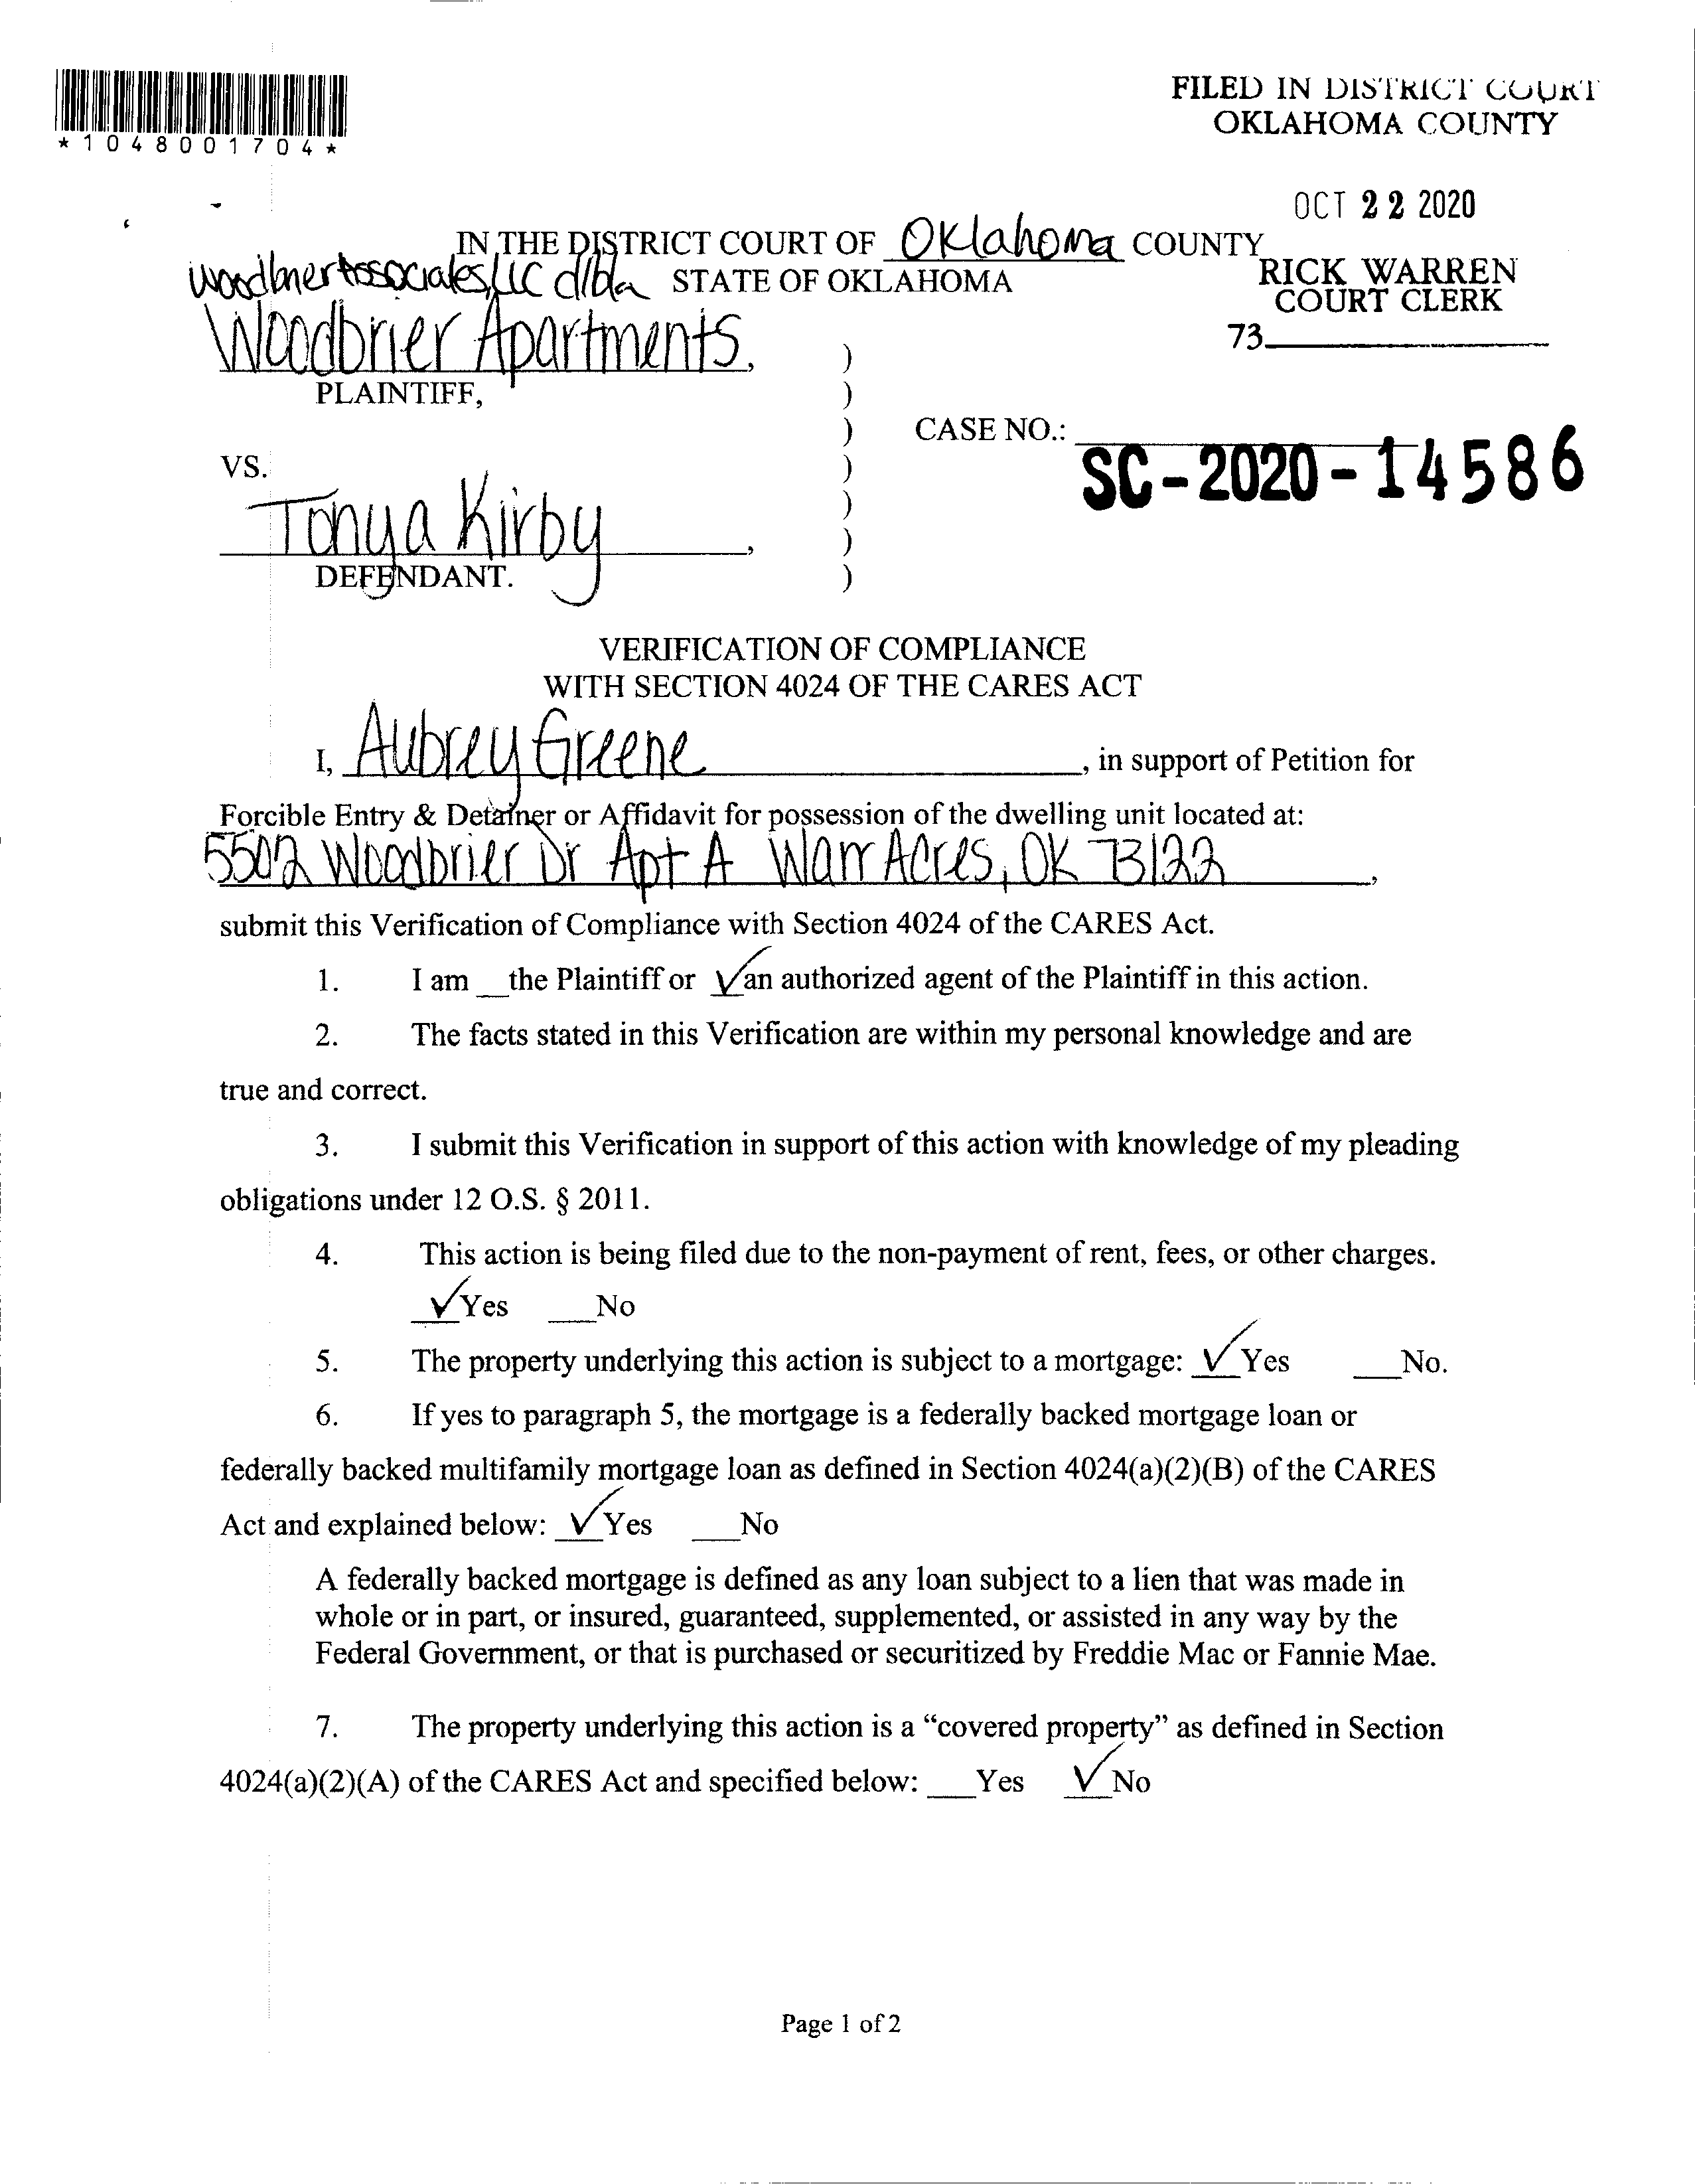 *1048001704*
FILED IN DISTRICT COURT
OKLAHOMA COUNTY
OCT 22 2020
RICK WARREN
COURT CLERK
73
IN THE DISTRICT COURT OF Oklahoma COUNTY
STATE OF OKLAHOMA
Woodbrier Associates, LLC d/b/a
Woodbrier Apartments,
PLAINTIFF,
)
)
)
)
)
)
)
CASE NO.:
SC-2020-14586
VS.
Tonya Kirby,
DEFENDANT.
VERIFICATION OF COMPLIANCE
WITH SECTION 4024 OF THE CARES ACT
I, Aubrey Greene, in support of Petition for
Forcible Entry & Detainer or Affidavit for possession of the dwelling unit located at:
5502 Woodbrier Dr Apt A Warr Acres, OK 73122,
submit this Verification of Compliance with Section 4024 of the CARES Act.
1. I am __the Plaintiff or ✓an authorized agent of the Plaintiff in this action.
2. The facts stated in this Verification are within my personal knowledge and are
true and correct.
3. I submit this Verification in support of this action with knowledge of my pleading
obligations under 12 O.S. § 2011.
4. This action is being filed due to the non-payment of rent, fees, or other charges.
✓Yes ___No
5. The property underlying this action is subject to a mortgage: ✓Yes ___No.
6. If yes to paragraph 5, the mortgage is a federally backed mortgage loan or
federally backed multifamily mortgage loan as defined in Section 4024(a)(2)(B) of the CARES
Act and explained below: ✓Yes ___No
A federally backed mortgage is defined as any loan subject to a lien that was made in
whole or in part, or insured, guaranteed, supplemented, or assisted in any way by the
Federal Government, or that is purchased or securitized by Freddie Mac or Fannie Mae.
7. The property underlying this action is a “covered property” as defined in Section
4024(a)(2)(A) of the CARES Act and specified below: ___Yes ✓No
Page 1 of 2